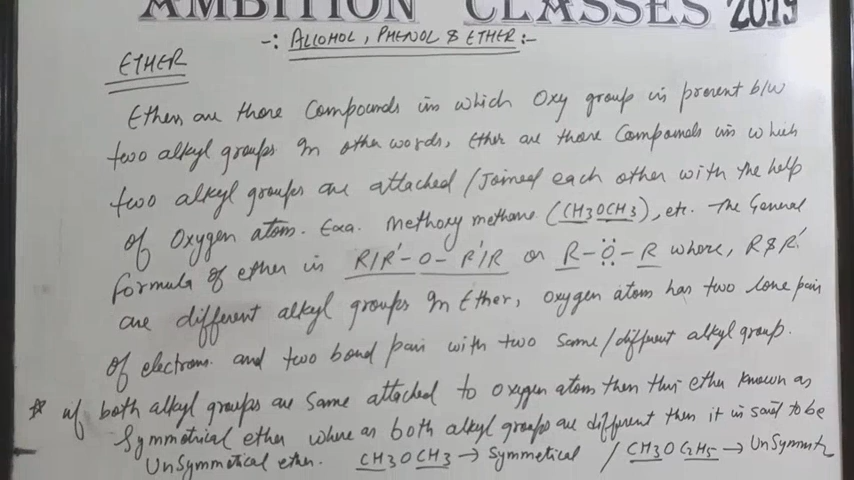 AMBITION CLASSES 2019
-: ALCOHOL, PHENOL & ETHER :-
ETHER
Ethers are those Compounds in which Oxy group is present b/w
two alkyl groups In other words, Ether are those Compounds in which
two alkyl groups are attached / Joined each other with the help
of Oxygen atom. Exa. Methoxy methane (CH3OCH3), etc. The General
formula of ether is R/R'-O-R'/R or R-Ö-R where, R & R'
are different alkyl groups In Ether, oxygen atom has two lone pair
of electrons and two bond pair with two same/different alkyl group.
* if both alkyl groups are same attached to oxygen atom then this ether known as
Symmetrical ether where as both alkyl groups are different then it is said to be
UnSymmetical ether. CH3OCH3 → Symmetical / CH3OC2H5 → UnSymmetr